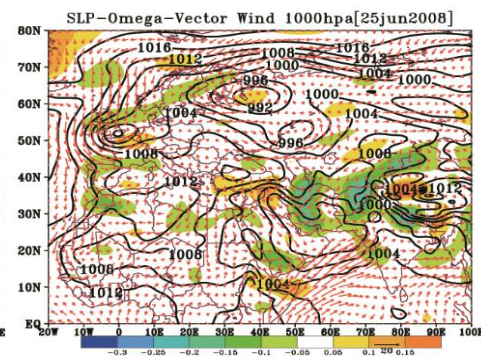 SLP-Omega-Vector Wind 1000hpa[25jun2008]
80N
1016 1008 1016
1012 1012
1000 1004
70N
996 1000
1000
60N
992
1004 1004
50N
996
1008 1008
40N
1012 1004 1012
1000
30N
20N
1008 1008 1004
10N
1012 1004
EQ
E 20W 10W 0 10E 20E 30E 40E 50E 60E 70E 80E 90E 100E
-0.3 -0.25 -0.2 -0.15 -0.1 -0.05 0.05 0.1 20 0.15